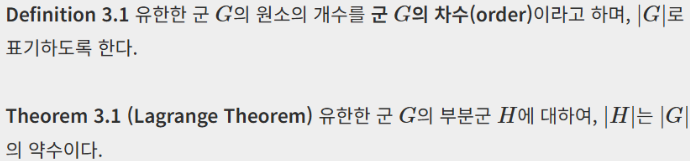 Definition 3.1 유한한 군 G의 원소의 개수를 군 G의 차수(order)이라고 하며, |G|로
표기하도록 한다.
Theorem 3.1 (Lagrange Theorem) 유한한 군 G의 부분군 H에 대하여, |H|는 |G|
의 약수이다.